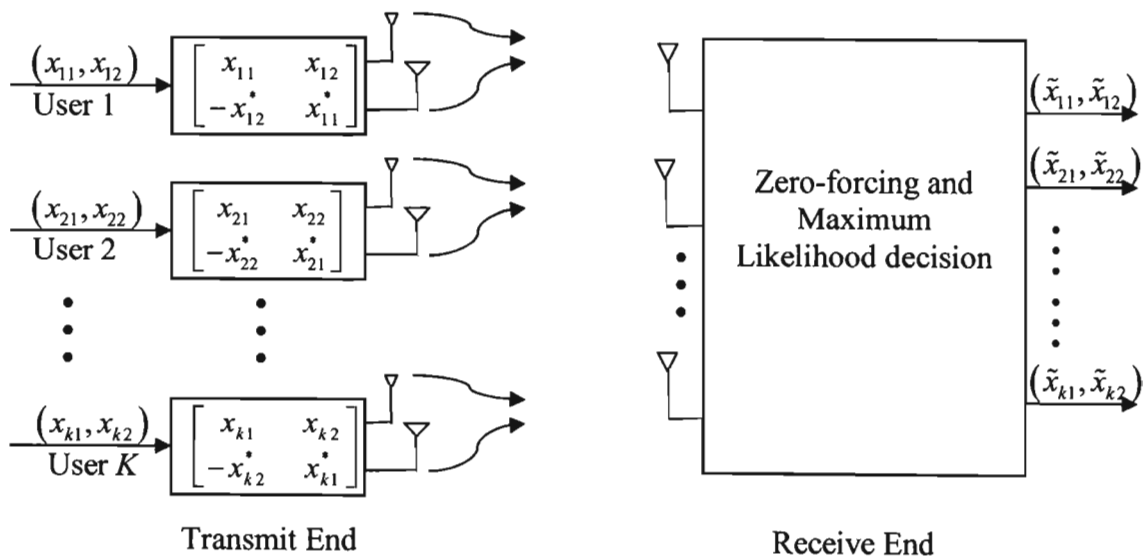 (x₁₁, x₁₂)
User 1
[ x₁₁ x₁₂
−x₁₂* x₁₁* ]
(x₂₁, x₂₂)
User 2
[ x₂₁ x₂₂
−x₂₂* x₂₁* ]
(xₖ₁, xₖ₂)
User K
[ xₖ₁ xₖ₂
−xₖ₂* xₖ₁* ]
Transmit End
Zero-forcing and
Maximum
Likelihood decision
(x̃₁₁, x̃₁₂)
(x̃₂₁, x̃₂₂)
(x̃ₖ₁, x̃ₖ₂)
Receive End